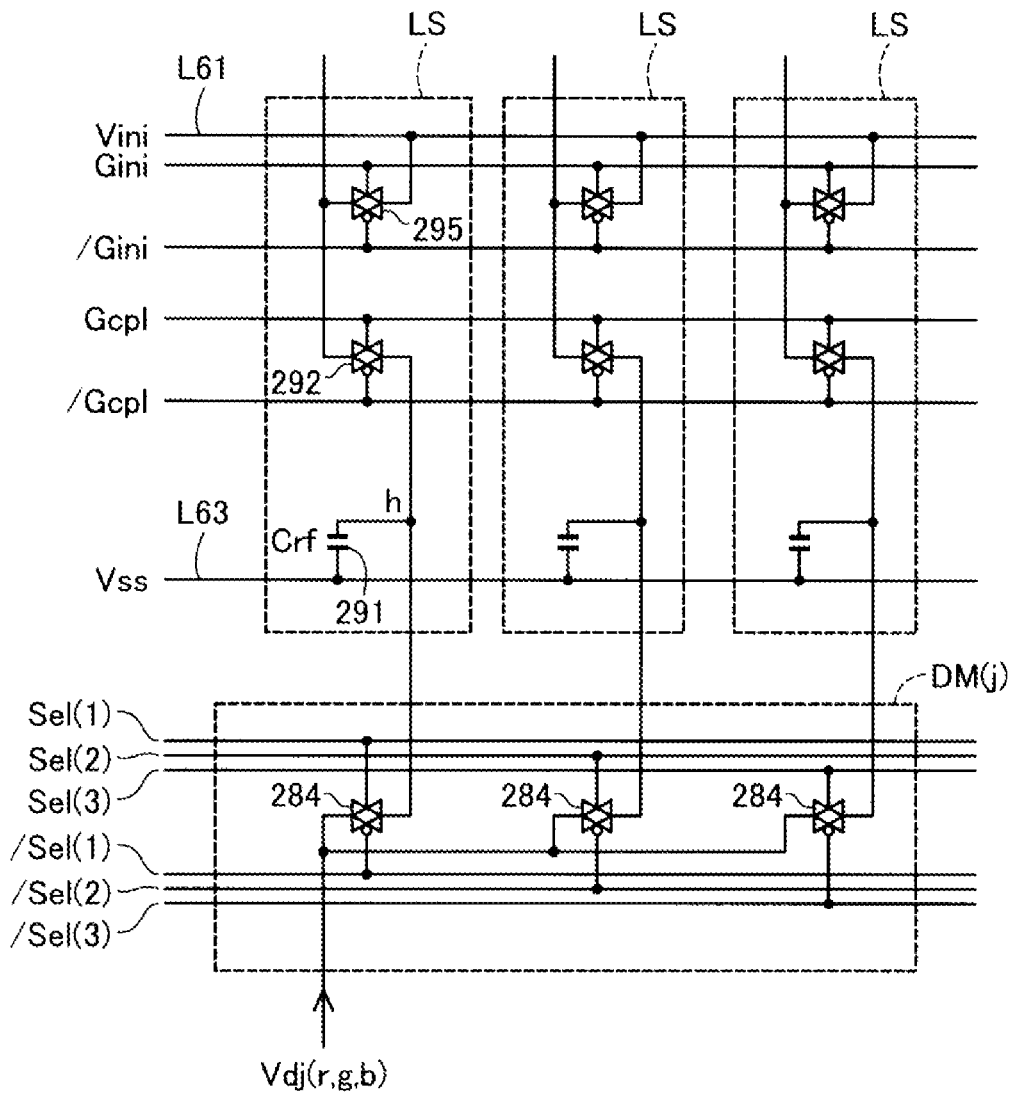 LS
LS
LS
L61
Vini
Gini
295
/Gini
Gcpl
292
/Gcpl
h
L63
Crf
Vss
291
DM(j)
Sel(1)
Sel(2)
Sel(3)
284
284
284
/Sel(1)
/Sel(2)
/Sel(3)
Vdj(r,g,b)